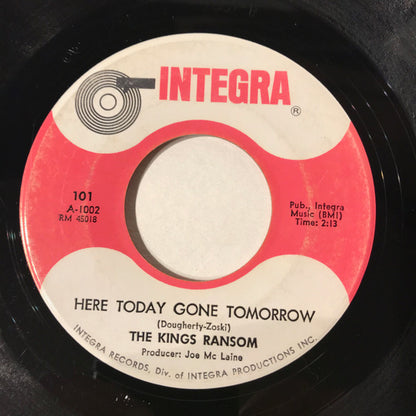 INTEGRA
®
101
A-1002
RM 45018
Pub., Integra
Music (BMI)
Time: 2:13
HERE TODAY GONE TOMORROW
(Dougherty-Zoski)
THE KINGS RANSOM
Producer: Joe Mc Laine
INTEGRA RECORDS, Div. of INTEGRA PRODUCTIONS INC.